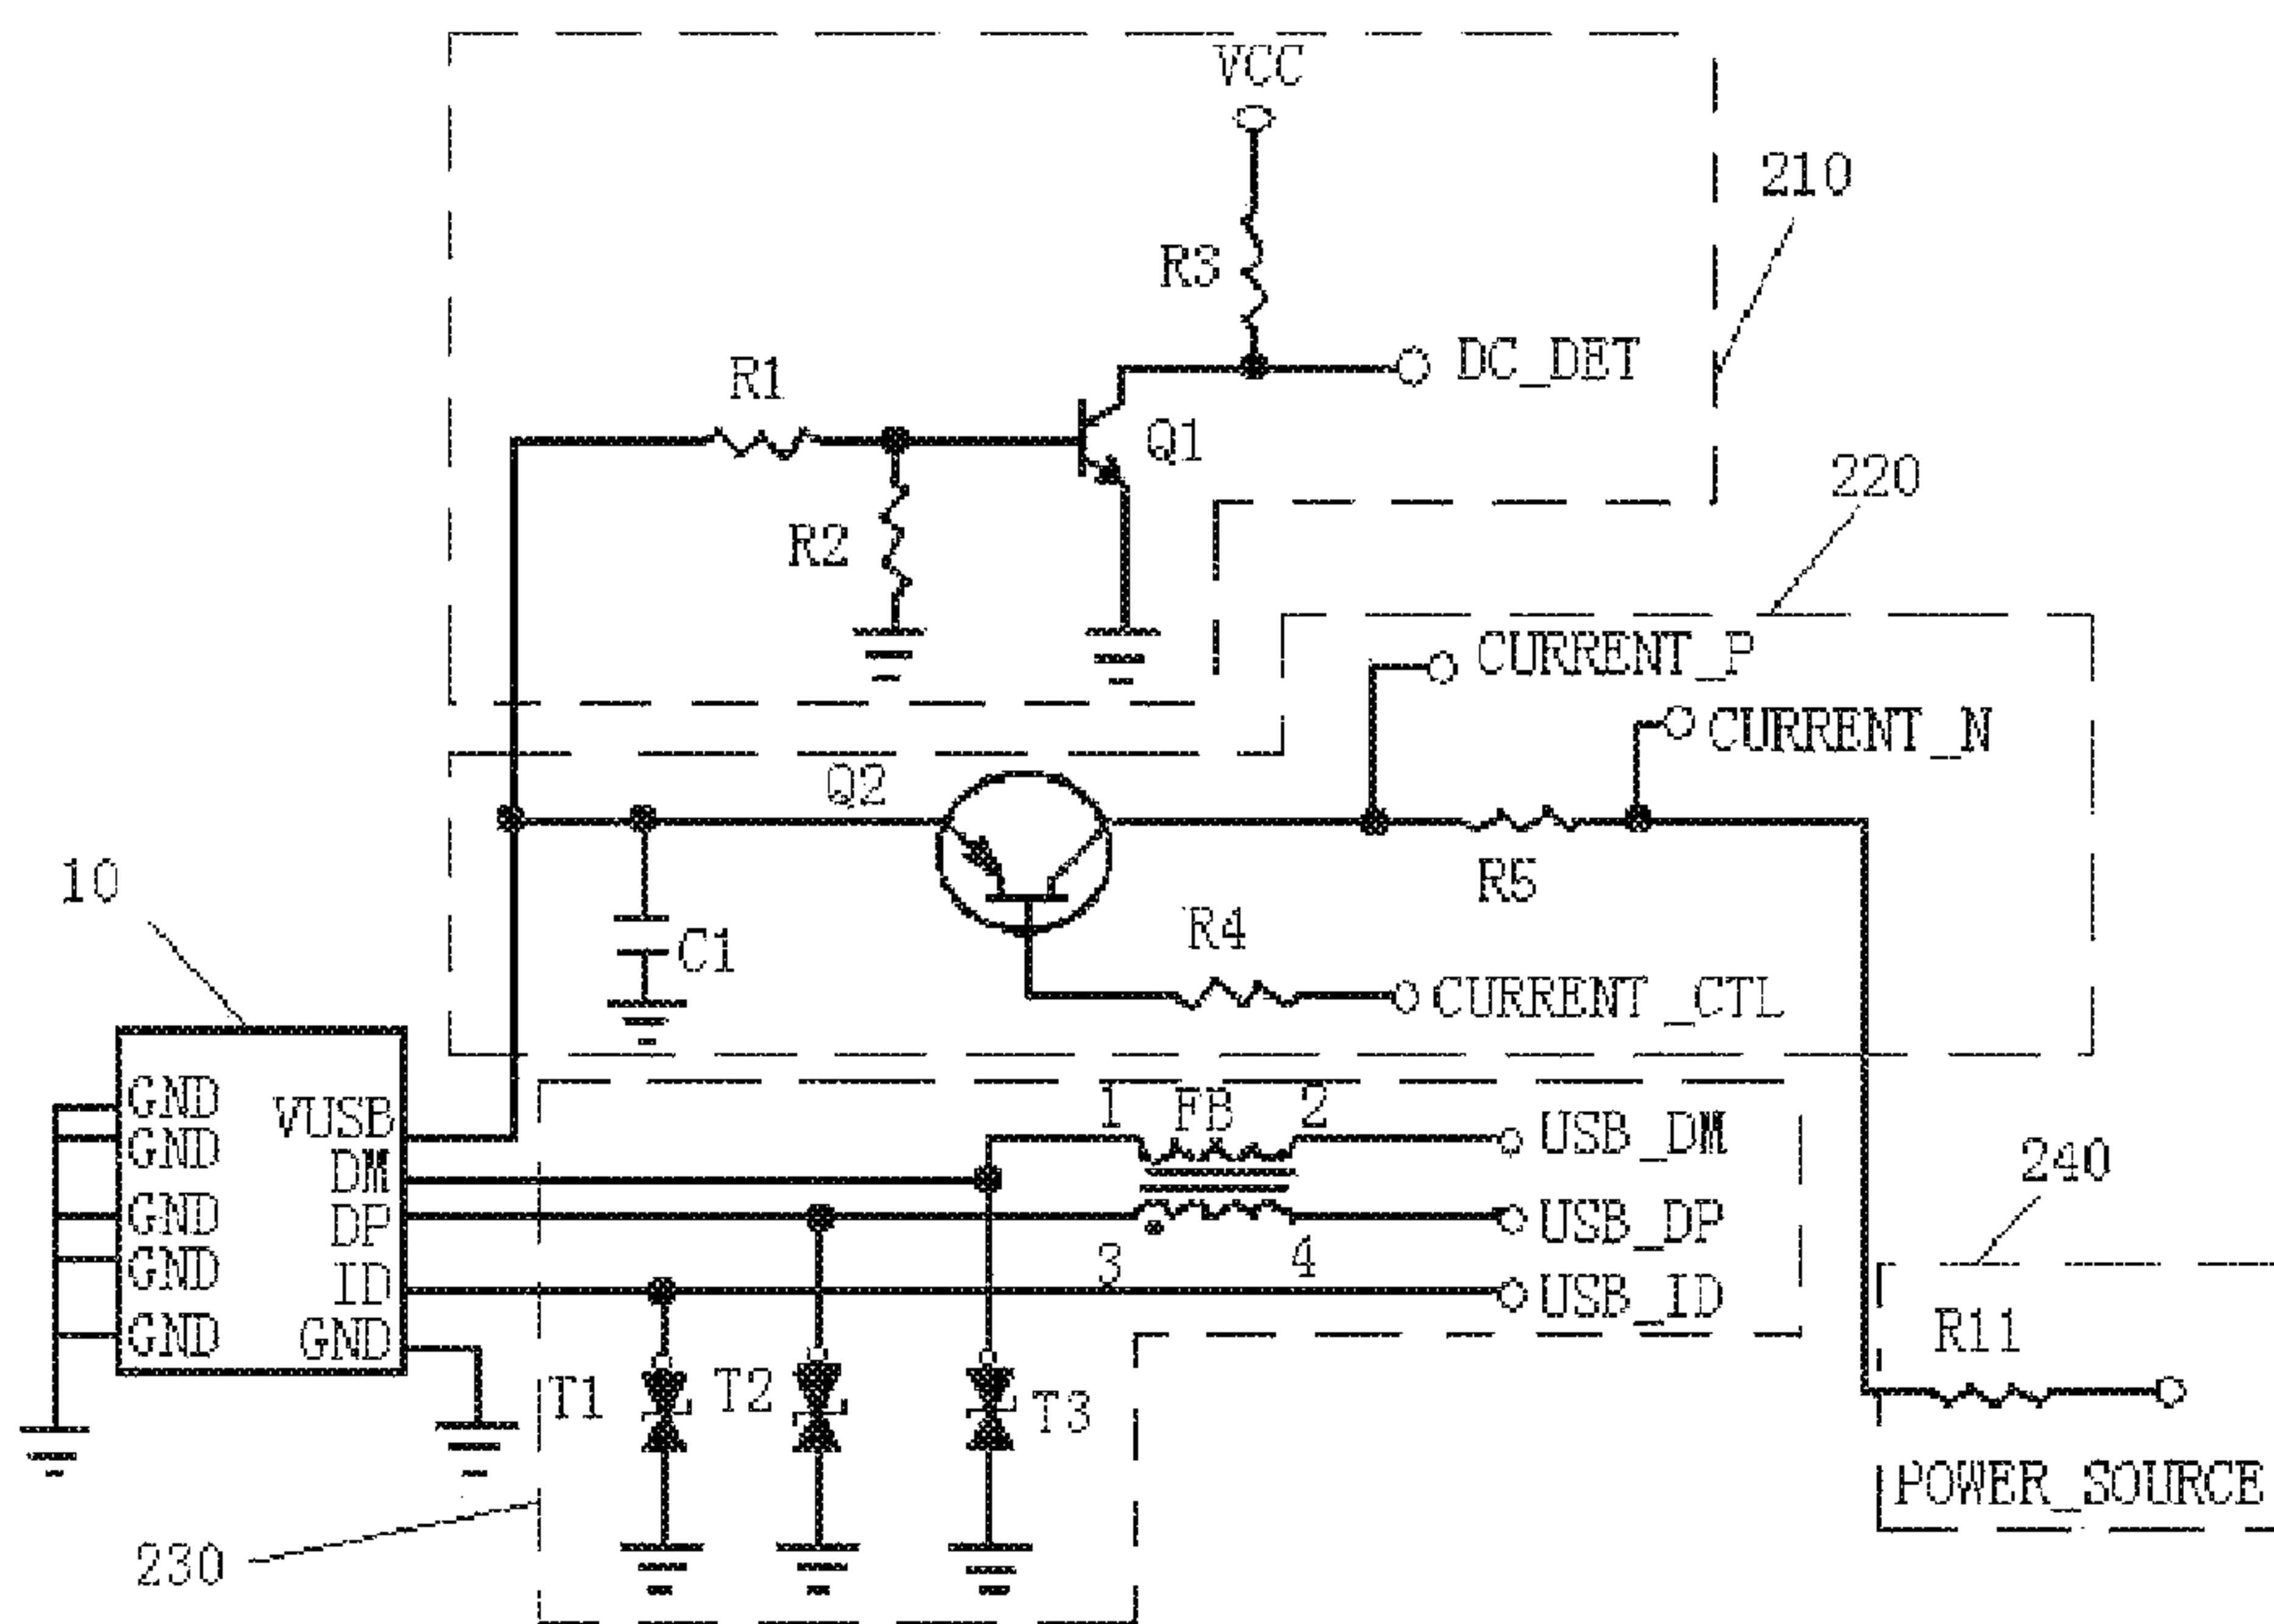 VCC
210
R3
DC_DET
R1
Q1
220
R2
CURRENT_P
CURRENT_N
Q2
10
R5
C1
R4
CURRENT_CTL
GND
VUSB
GND
DM
GND
DP
GND
ID
GND
GND
1 FB 2
USB_DM
240
USB_DP
3 4
USB_ID
R11
T1
T2
T3
POWER_SOURCE
230